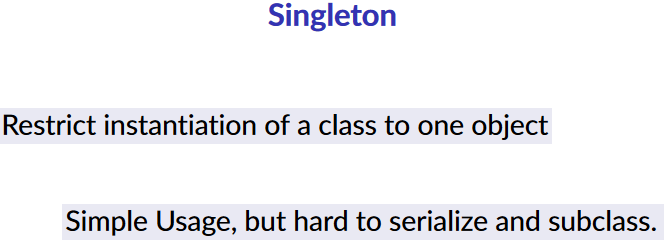 Singleton
Restrict instantiation of a class to one object
Simple Usage, but hard to serialize and subclass.